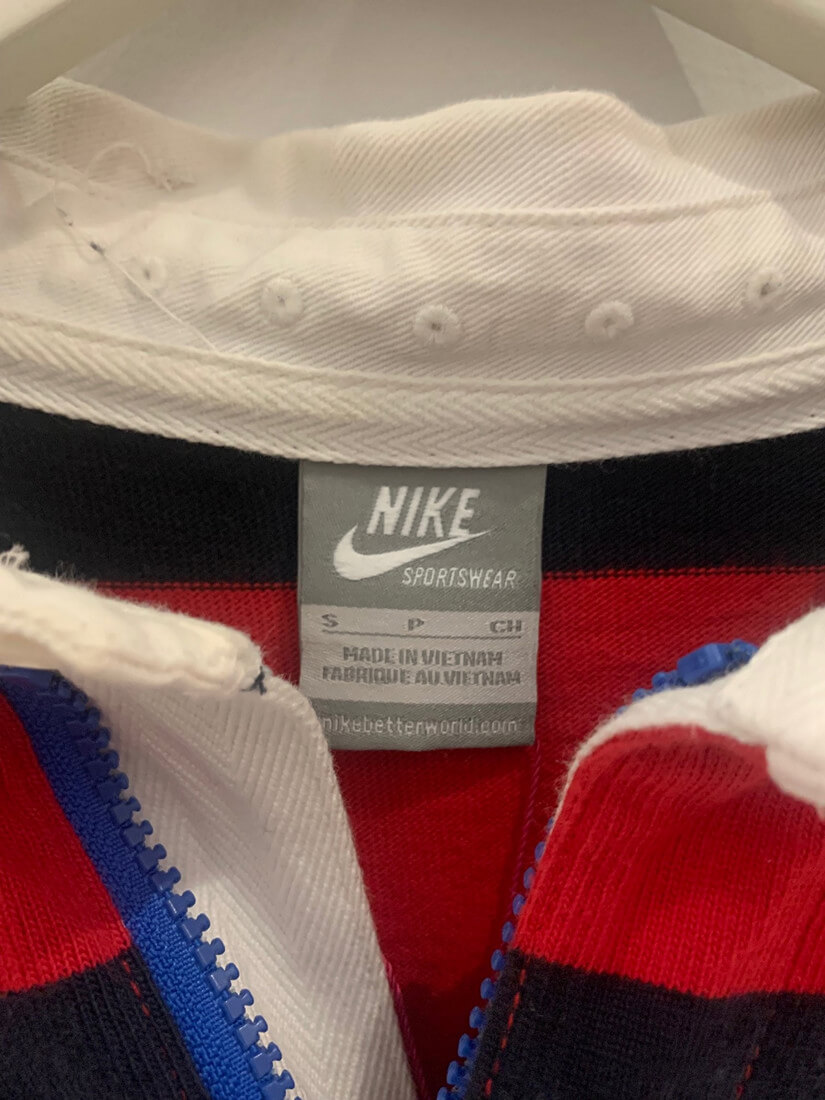 NIKE
SPORTSWEAR
S P CH
MADE IN VIETNAM
FABRIQUE AU VIETNAM
nikebetterworld.com